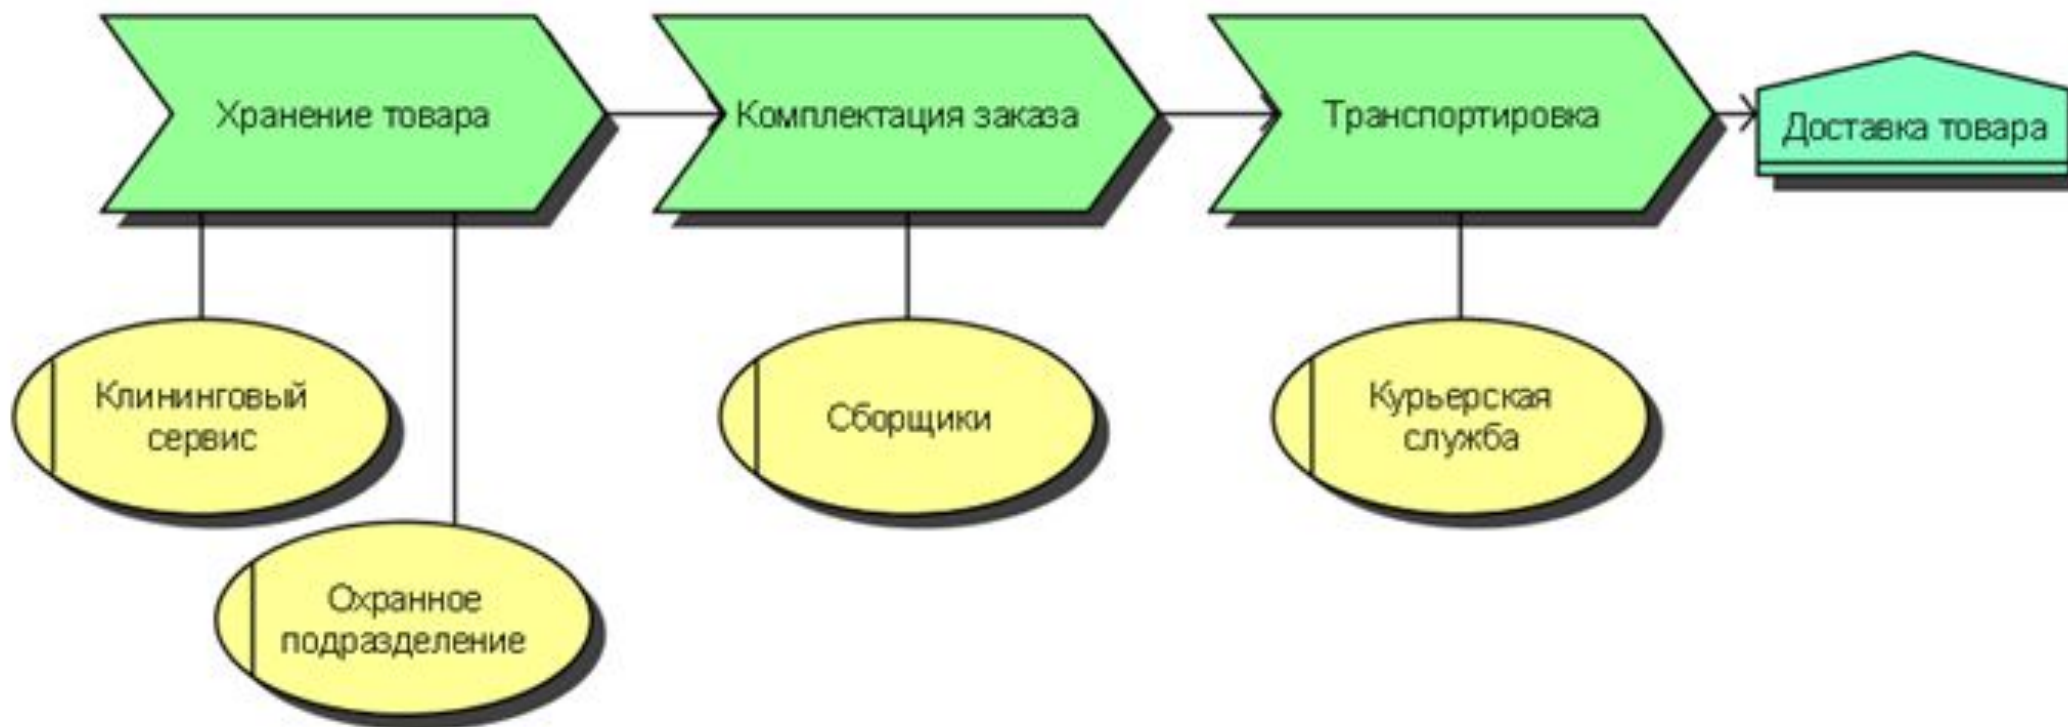 Хранение товара
Комплектация заказа
Транспортировка
Доставка товара
Клининговый
сервис
Сборщики
Курьерская
служба
Охранное
подразделение